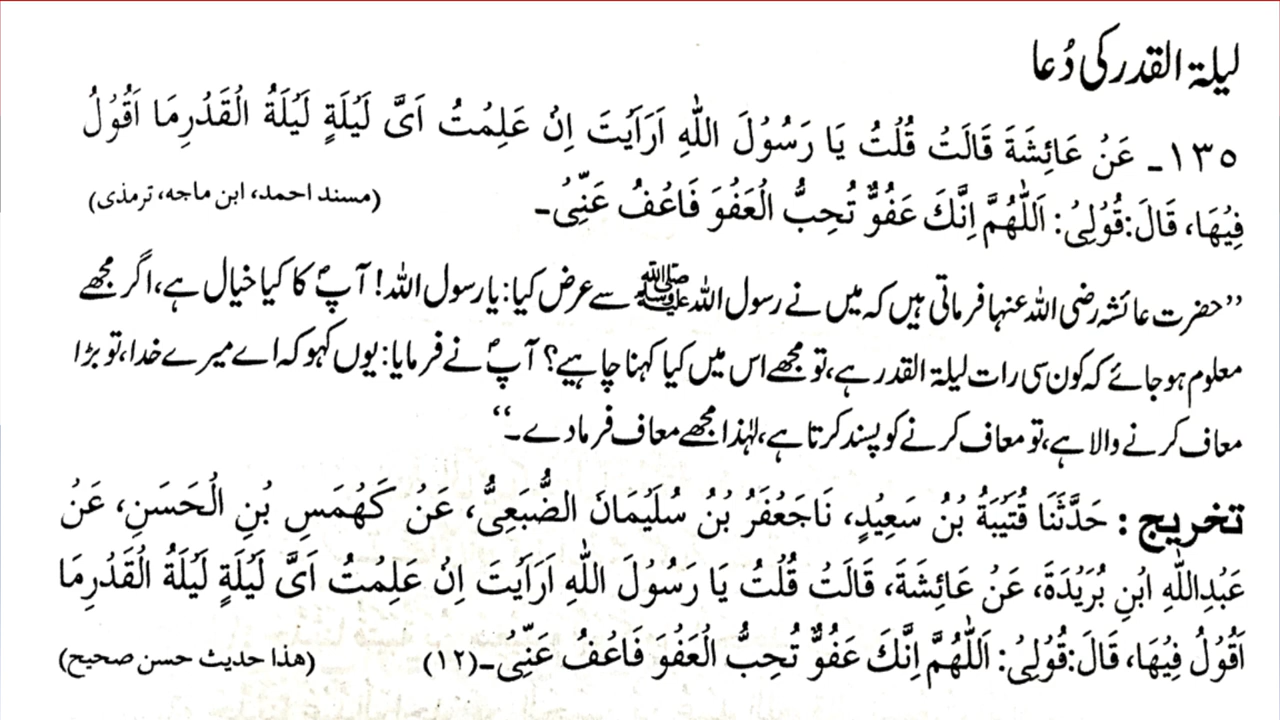 لیلۃ القدر کی دُعا
١٣٥ـ عَنْ عَائِشَةَ قَالَتْ قُلْتُ يَا رَسُوْلَ اللّٰهِ اَرَاَيْتَ اِنْ عَلِمْتُ اَىَّ لَيْلَةٍ لَيْلَةُ الْقَدْرِ مَا اَقُوْلُ
فِيْهَا، قَالَ: قُوْلِىْ: اَللّٰهُمَّ اِنَّكَ عَفُوٌّ تُحِبُّ الْعَفْوَ فَاعْفُ عَنِّىْ۔ (مسند احمد، ابن ماجه، ترمذی)
’’حضرت عائشہ رضی اللہ عنہا فرماتی ہیں کہ میں نے رسول اللہ ﷺ سے عرض کیا: یا رسول اللہ! آپؐ کا کیا خیال ہے، اگر مجھے
معلوم ہو جائے کہ کون سی رات لیلۃ القدر ہے، تو مجھے اس میں کیا کہنا چاہیے؟ آپؐ نے فرمایا: یوں کہو کہ اے میرے خدا، تو بڑا
معاف کرنے والا ہے، تو معاف کرنے کو پسند کرتا ہے، لہٰذا مجھے معاف فرما دے۔‘‘
تخریج: حَدَّثَنَا قُتَيْبَةُ بْنُ سَعِيْدٍ، نَا جَعْفَرُ بْنُ سُلَيْمَانَ الضُّبَعِىُّ، عَنْ كَهْمَسِ بْنِ الْحَسَنِ، عَنْ
عَبْدِاللّٰهِ ابْنِ بُرَيْدَةَ، عَنْ عَائِشَةَ، قَالَتْ قُلْتُ يَا رَسُوْلَ اللّٰهِ اَرَاَيْتَ اِنْ عَلِمْتُ اَىَّ لَيْلَةٍ لَيْلَةُ الْقَدْرِ مَا
اَقُوْلُ فِيْهَا، قَالَ: قُوْلِىْ: اَللّٰهُمَّ اِنَّكَ عَفُوٌّ تُحِبُّ الْعَفْوَ فَاعْفُ عَنِّىْ۔(١٢) (هذا حديث حسن صحيح)